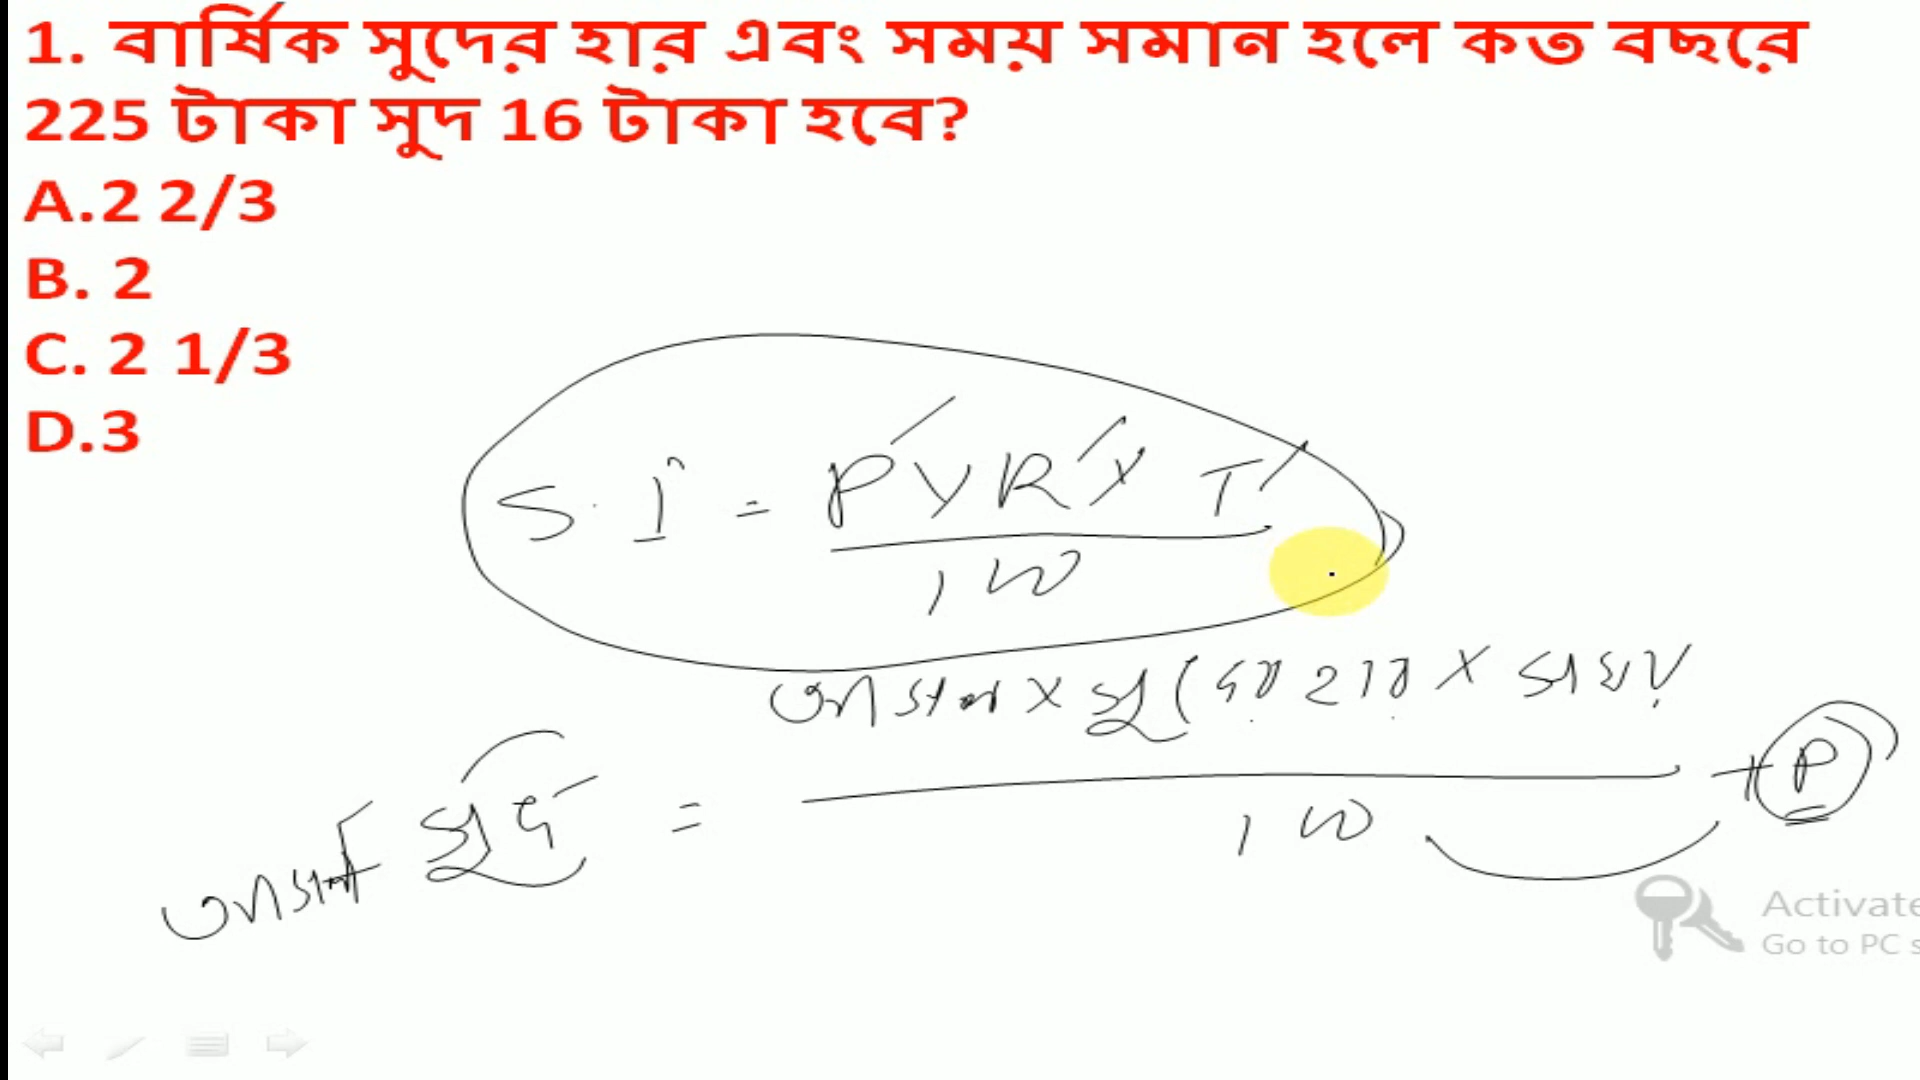 1. বার্ষিক সুদের হার এবং সময় সমান হলে কত বছরে
225 টাকা সুদ 16 টাকা হবে?
A.2 2/3
B. 2
C. 2 1/3
D.3
S.I = P×R×T
100
আসল × সুদের হার × সময়
আসল সুদ = + P
100
Activate
Go to PC s